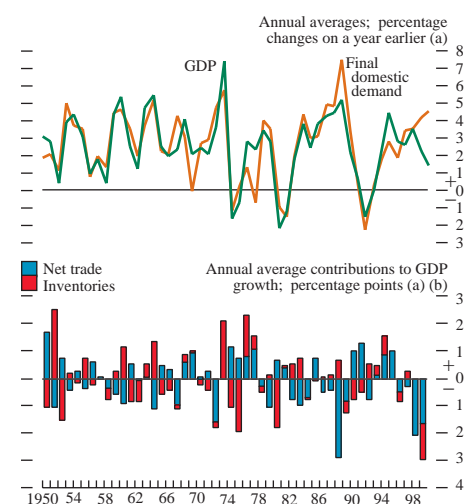 Annual averages; percentage
changes on a year earlier (a)
GDP
Final
domestic
demand
8
7
6
5
4
3
2
1
+
0
–
1
2
3
Net trade
Inventories
Annual average contributions to GDP
growth; percentage points (a) (b)
3
2
1
+
0
–
1
2
3
4
1950 54 58 62 66 70 74 78 82 86 90 94 98